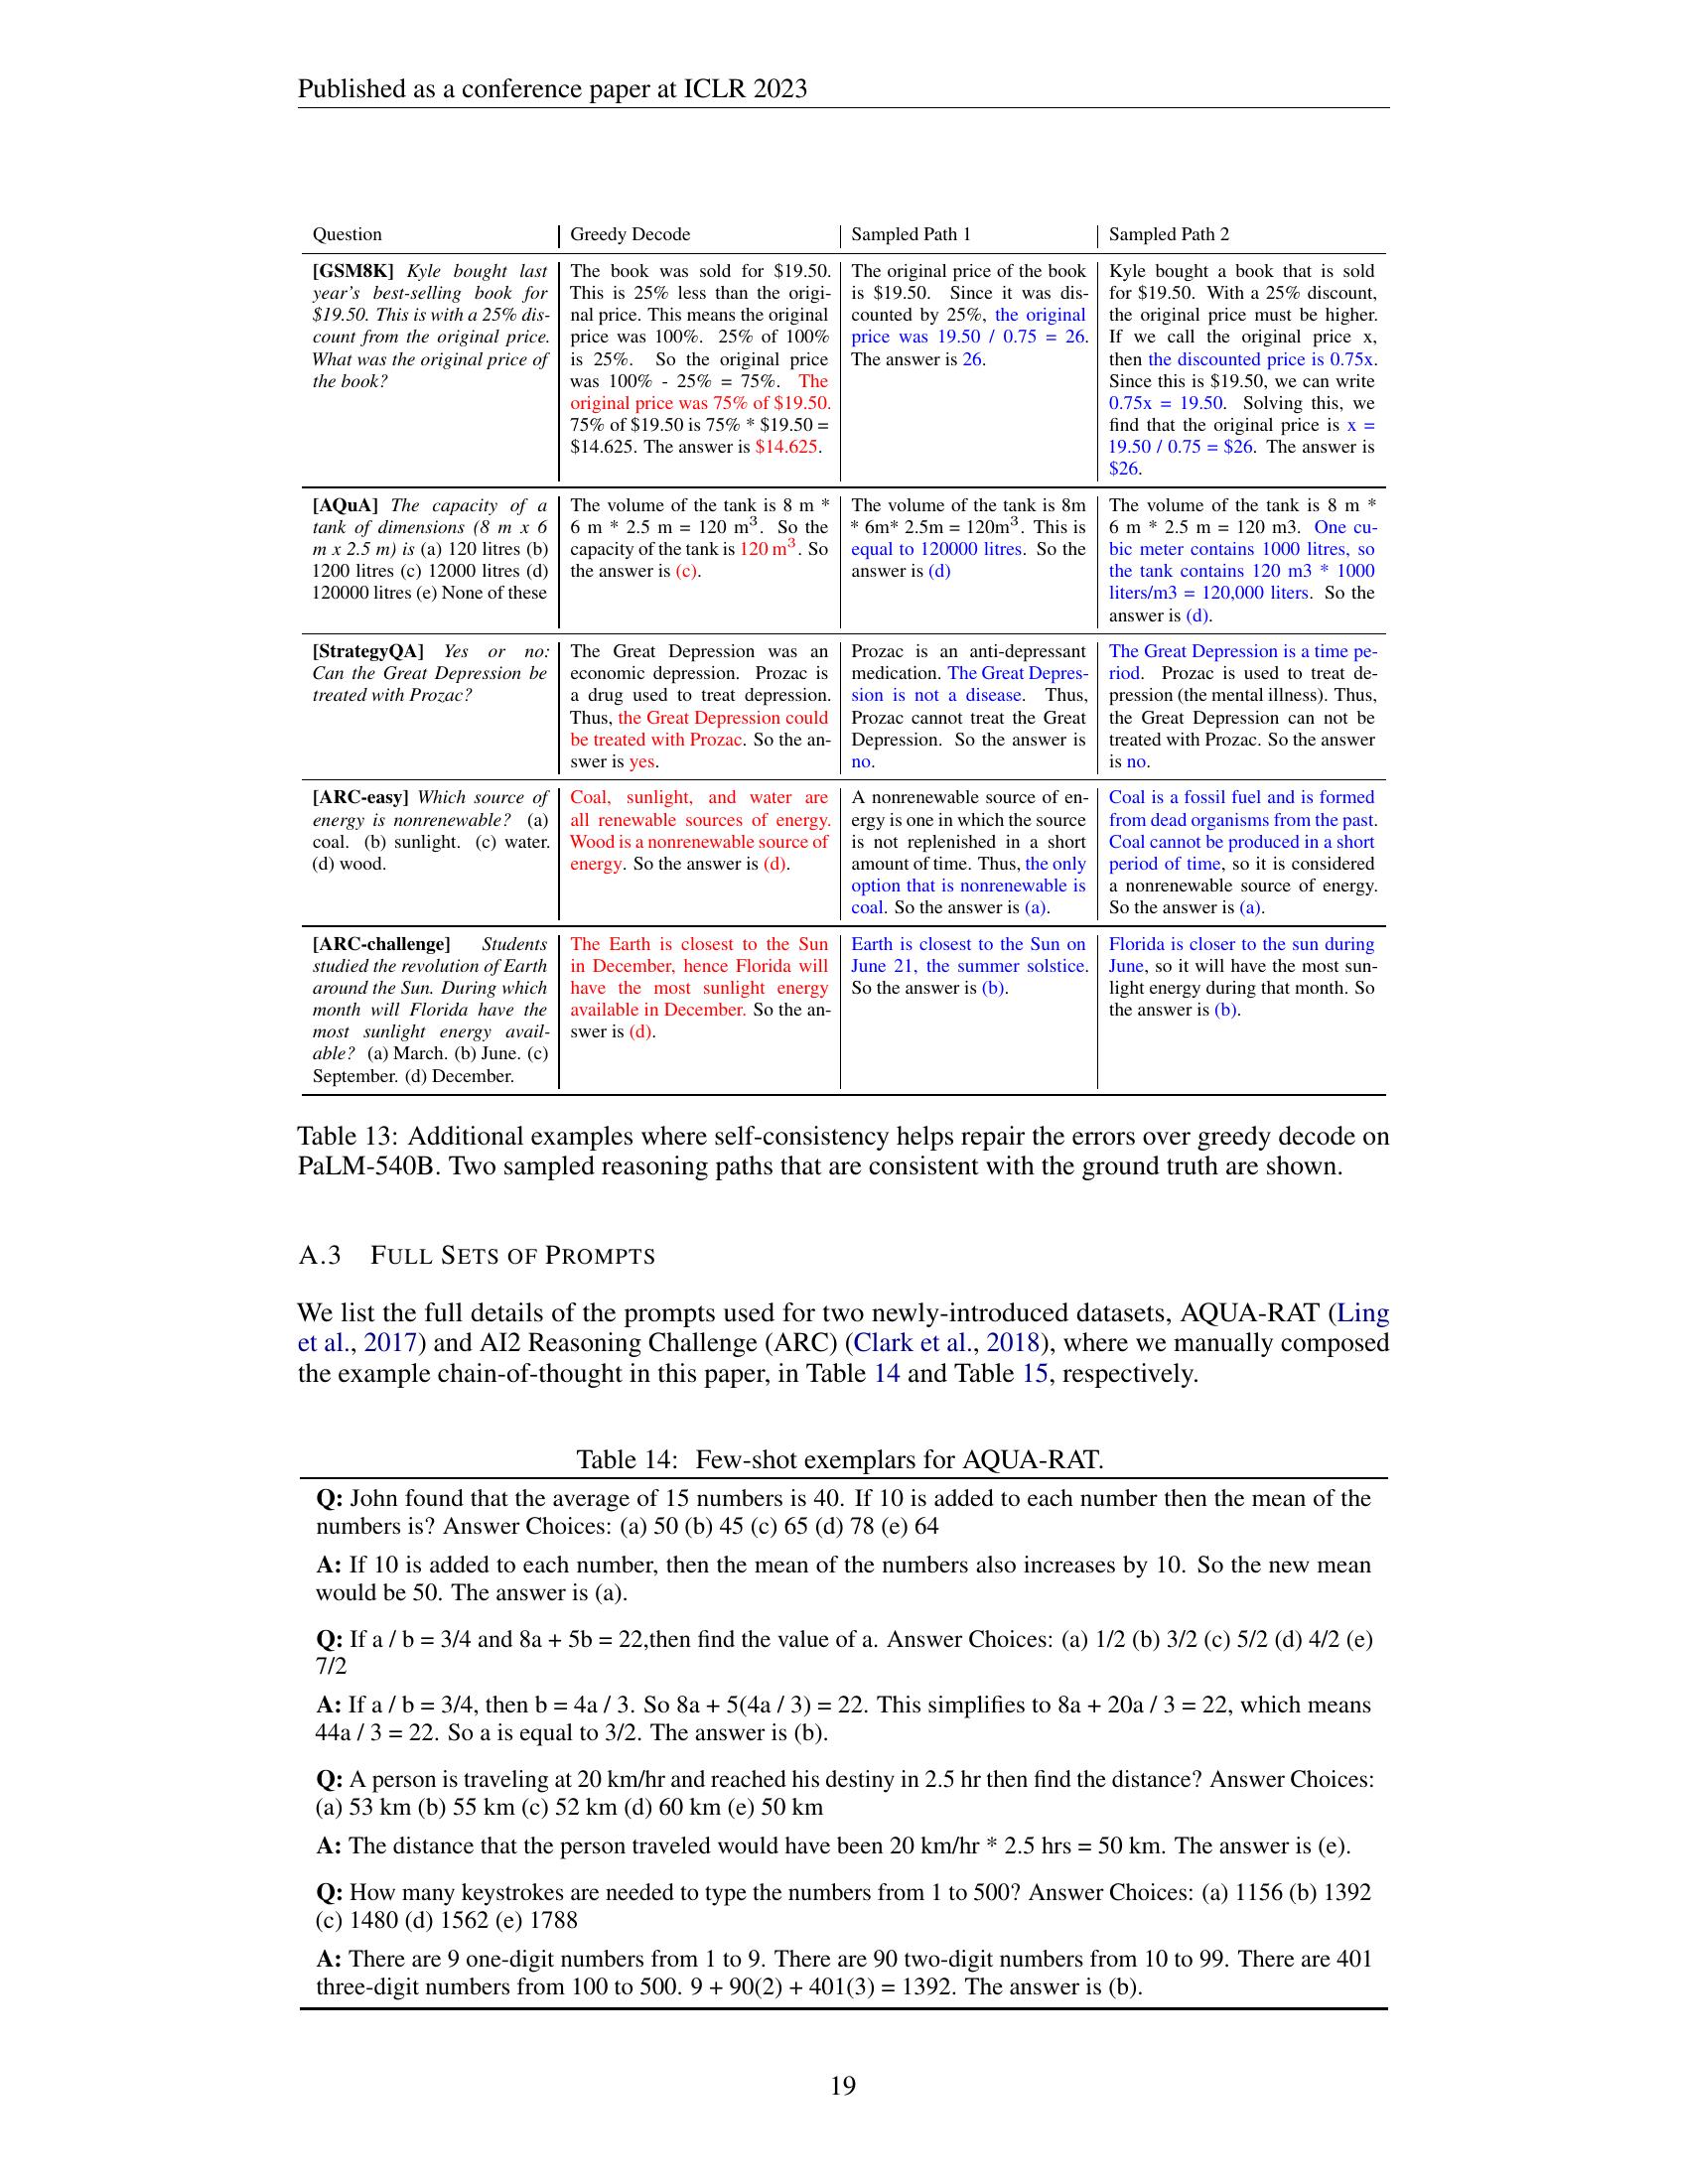 Published as a conference paper at ICLR 2023
Question
Greedy Decode
Sampled Path 1
Sampled Path 2
[GSM8K] Kyle bought last
year's best-selling book for
$19.50. This is with a 25% dis-
count from the original price.
What was the original price of
the book?
The book was sold for $19.50.
This is 25% less than the origi-
nal price. This means the original
price was 100%. 25% of 100%
is 25%. So the original price
was 100% - 25% = 75%. The
original price was 75% of $19.50.
75% of $19.50 is 75% * $19.50 =
$14.625. The answer is $14.625.
The original price of the book
is $19.50. Since it was dis-
counted by 25%, the original
price was 19.50 / 0.75 = 26.
The answer is 26.
Kyle bought a book that is sold
for $19.50. With a 25% discount,
the original price must be higher.
If we call the original price x,
then the discounted price is 0.75x.
Since this is $19.50, we can write
0.75x = 19.50. Solving this, we
find that the original price is x =
19.50 / 0.75 = $26. The answer is
$26.
[AQuA] The capacity of a
tank of dimensions (8 m x 6
m x 2.5 m) is (a) 120 litres (b)
1200 litres (c) 12000 litres (d)
120000 litres (e) None of these
The volume of the tank is 8 m *
6 m * 2.5 m = 120 m³. So the
capacity of the tank is 120 m³. So
the answer is (c).
The volume of the tank is 8m
* 6m* 2.5m = 120m³. This is
equal to 120000 litres. So the
answer is (d)
The volume of the tank is 8 m *
6 m * 2.5 m = 120 m3. One cu-
bic meter contains 1000 litres, so
the tank contains 120 m3 * 1000
liters/m3 = 120,000 liters. So the
answer is (d).
[StrategyQA] Yes or no:
Can the Great Depression be
treated with Prozac?
The Great Depression was an
economic depression. Prozac is
a drug used to treat depression.
Thus, the Great Depression could
be treated with Prozac. So the an-
swer is yes.
Prozac is an anti-depressant
medication. The Great Depres-
sion is not a disease. Thus,
Prozac cannot treat the Great
Depression. So the answer is
no.
The Great Depression is a time pe-
riod. Prozac is used to treat de-
pression (the mental illness). Thus,
the Great Depression can not be
treated with Prozac. So the answer
is no.
[ARC-easy] Which source of
energy is nonrenewable? (a)
coal. (b) sunlight. (c) water.
(d) wood.
Coal, sunlight, and water are
all renewable sources of energy.
Wood is a nonrenewable source of
energy. So the answer is (d).
A nonrenewable source of en-
ergy is one in which the source
is not replenished in a short
amount of time. Thus, the only
option that is nonrenewable is
coal. So the answer is (a).
Coal is a fossil fuel and is formed
from dead organisms from the past.
Coal cannot be produced in a short
period of time, so it is considered
a nonrenewable source of energy.
So the answer is (a).
[ARC-challenge] Students
studied the revolution of Earth
around the Sun. During which
month will Florida have the
most sunlight energy avail-
able? (a) March. (b) June. (c)
September. (d) December.
The Earth is closest to the Sun
in December, hence Florida will
have the most sunlight energy
available in December. So the an-
swer is (d).
Earth is closest to the Sun on
June 21, the summer solstice.
So the answer is (b).
Florida is closer to the sun during
June, so it will have the most sun-
light energy during that month. So
the answer is (b).
Table 13: Additional examples where self-consistency helps repair the errors over greedy decode on
PaLM-540B. Two sampled reasoning paths that are consistent with the ground truth are shown.
A.3 FULL SETS OF PROMPTS
We list the full details of the prompts used for two newly-introduced datasets, AQUA-RAT (Ling
et al., 2017) and AI2 Reasoning Challenge (ARC) (Clark et al., 2018), where we manually composed
the example chain-of-thought in this paper, in Table 14 and Table 15, respectively.
Table 14: Few-shot exemplars for AQUA-RAT.
Q: John found that the average of 15 numbers is 40. If 10 is added to each number then the mean of the
numbers is? Answer Choices: (a) 50 (b) 45 (c) 65 (d) 78 (e) 64
A: If 10 is added to each number, then the mean of the numbers also increases by 10. So the new mean
would be 50. The answer is (a).
Q: If a / b = 3/4 and 8a + 5b = 22,then find the value of a. Answer Choices: (a) 1/2 (b) 3/2 (c) 5/2 (d) 4/2 (e)
7/2
A: If a / b = 3/4, then b = 4a / 3. So 8a + 5(4a / 3) = 22. This simplifies to 8a + 20a / 3 = 22, which means
44a / 3 = 22. So a is equal to 3/2. The answer is (b).
Q: A person is traveling at 20 km/hr and reached his destiny in 2.5 hr then find the distance? Answer Choices:
(a) 53 km (b) 55 km (c) 52 km (d) 60 km (e) 50 km
A: The distance that the person traveled would have been 20 km/hr * 2.5 hrs = 50 km. The answer is (e).
Q: How many keystrokes are needed to type the numbers from 1 to 500? Answer Choices: (a) 1156 (b) 1392
(c) 1480 (d) 1562 (e) 1788
A: There are 9 one-digit numbers from 1 to 9. There are 90 two-digit numbers from 10 to 99. There are 401
three-digit numbers from 100 to 500. 9 + 90(2) + 401(3) = 1392. The answer is (b).
19